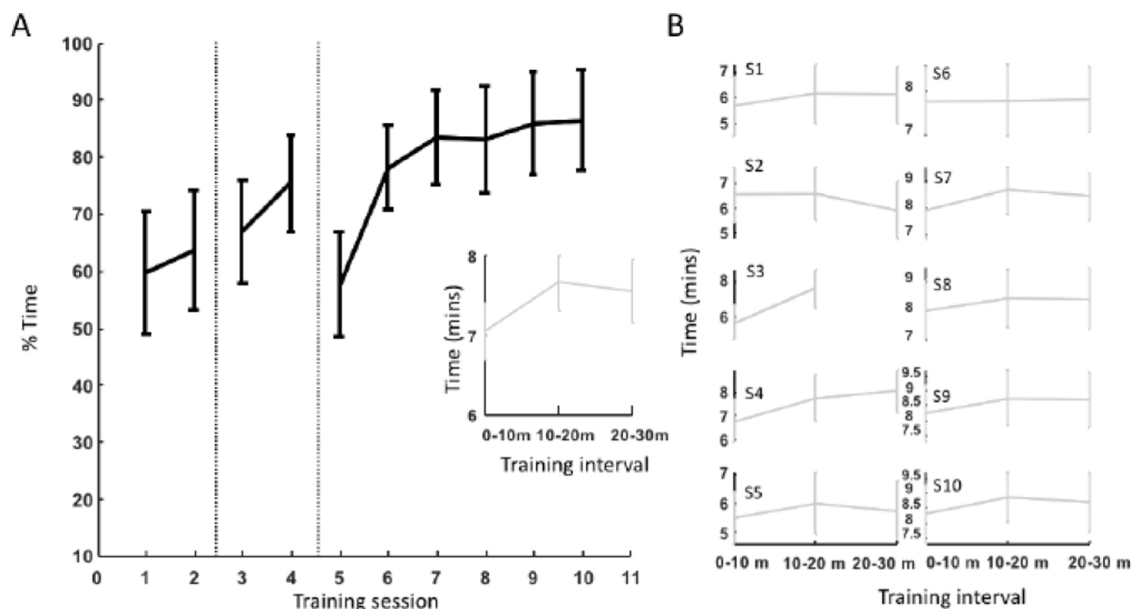 A
% Time
100
90
80
70
60
50
40
30
20
10
0 1 2 3 4 5 6 7 8 9 10 11
Training session
Time (mins)
8
7
6
0-10m 10-20m 20-30m
Training interval
B
Time (mins)
S1
7
6
5
S6
8
7
S2
7
6
5
S7
9
8
7
S3
8
6
S8
9
8
7
S4
8
7
6
S9
9.5
9
8.5
8
7.5
S5
7
6
5
S10
9.5
9
8.5
8
7.5
0-10 m 10-20 m 20-30 m 0-10 m 10-20 m 20-30 m
Training interval